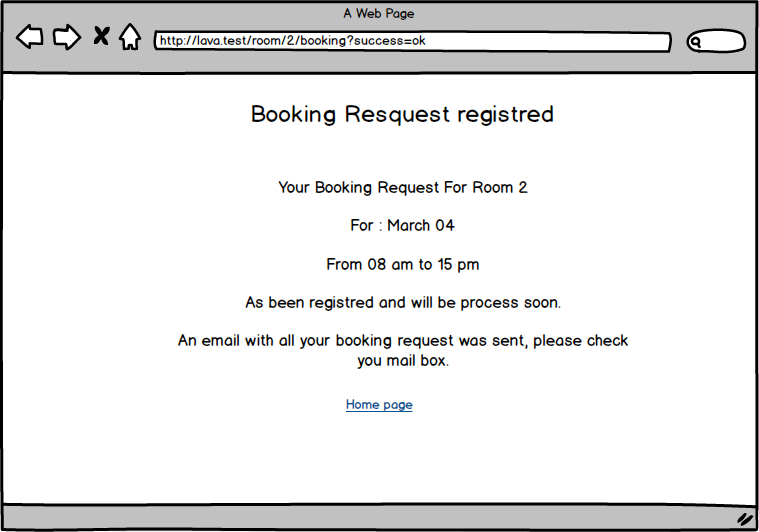 A Web Page
http://lava.test/room/2/booking?success=ok
Booking Resquest registred
Your Booking Request For Room 2
For : March 04
From 08 am to 15 pm
As been registred and will be process soon.
An email with all your booking request was sent, please check
you mail box.
Home page